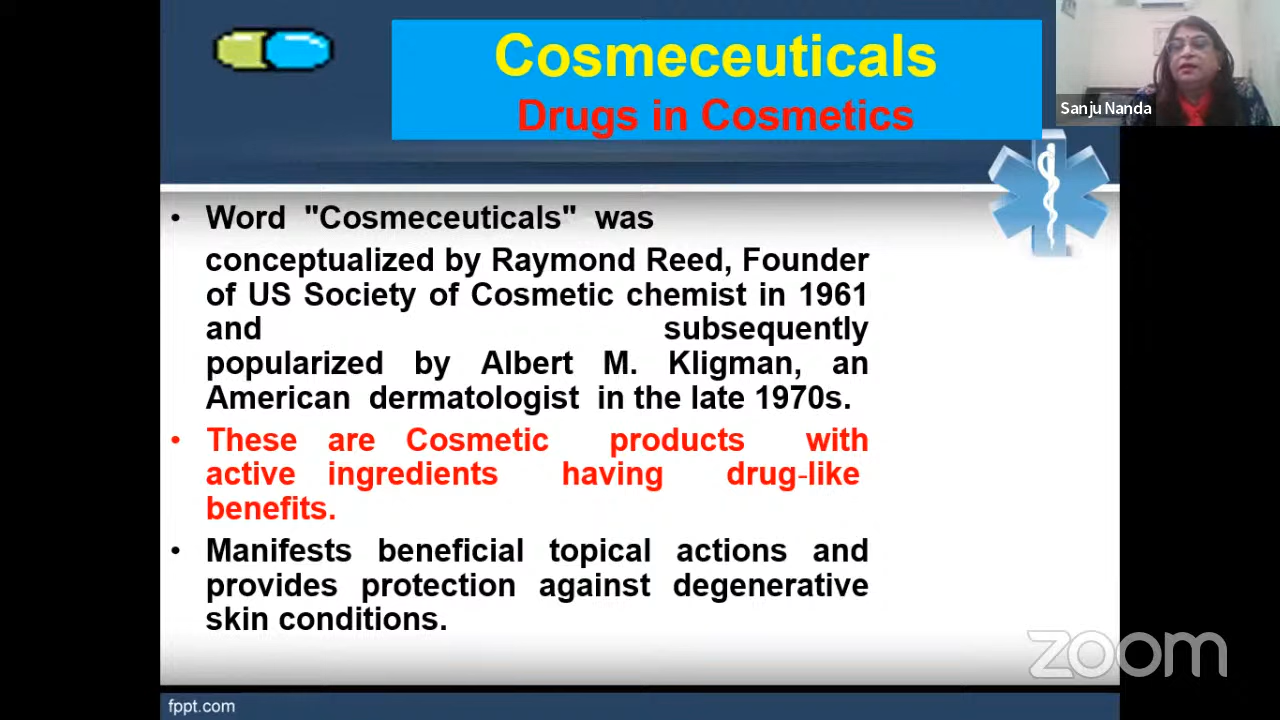 Cosmeceuticals
Drugs in Cosmetics
Sanju Nanda
• Word "Cosmeceuticals" was
conceptualized by Raymond Reed, Founder
of US Society of Cosmetic chemist in 1961
and subsequently
popularized by Albert M. Kligman, an
American dermatologist in the late 1970s.
• These are Cosmetic products with
active ingredients having drug-like
benefits.
• Manifests beneficial topical actions and
provides protection against degenerative
skin conditions.
zoom
fppt.com